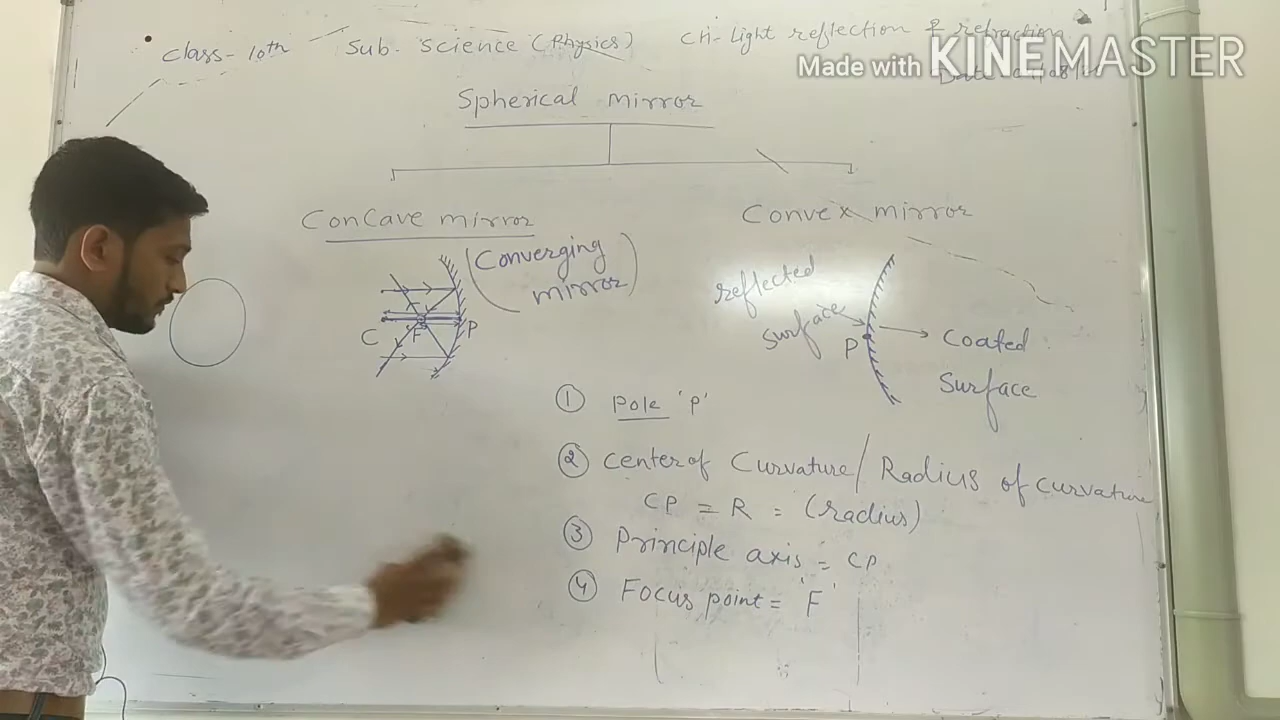 Class-10th Sub. Science (Physics) CH-Light reflection & refraction
Made with KINEMASTER
Date
Spherical mirror
Concave mirror
Convex mirror
(Converging
mirror)
C F P
reflected
surface
P
Coated
Surface
① Pole 'P'
② Center of Curvature / Radius of curvature
CP = R = (radius)
③ Principle axis = CP
④ Focus point = 'F'